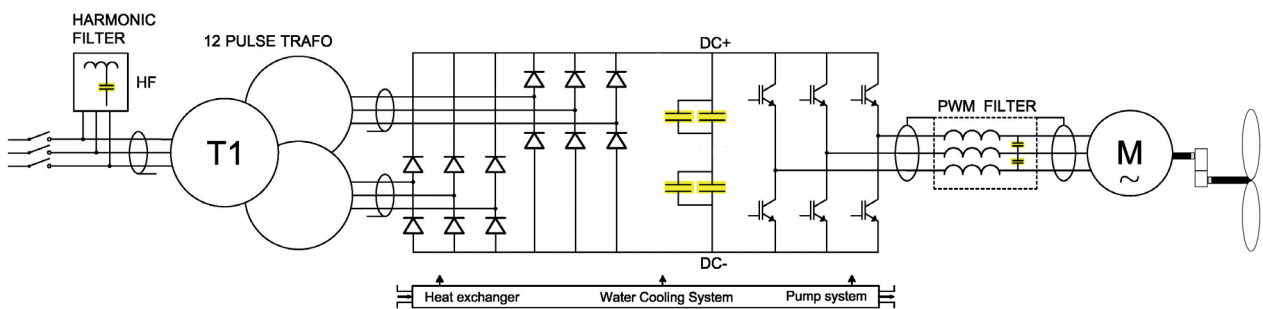 HARMONIC
FILTER
HF
12 PULSE TRAFO
T1
DC+
DC-
PWM FILTER
M
~
Heat exchanger
Water Cooling System
Pump system